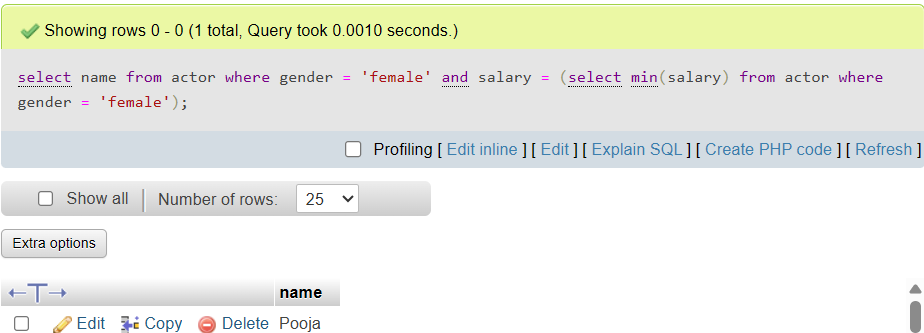 Showing rows 0 - 0 (1 total, Query took 0.0010 seconds.)
select name from actor where gender = 'female' and salary = (select min(salary) from actor where
gender = 'female');
Profiling [ Edit inline ] [ Edit ] [ Explain SQL ] [ Create PHP code ] [ Refresh ]
Show all Number of rows: 25
Extra options
name
Edit Copy Delete Pooja